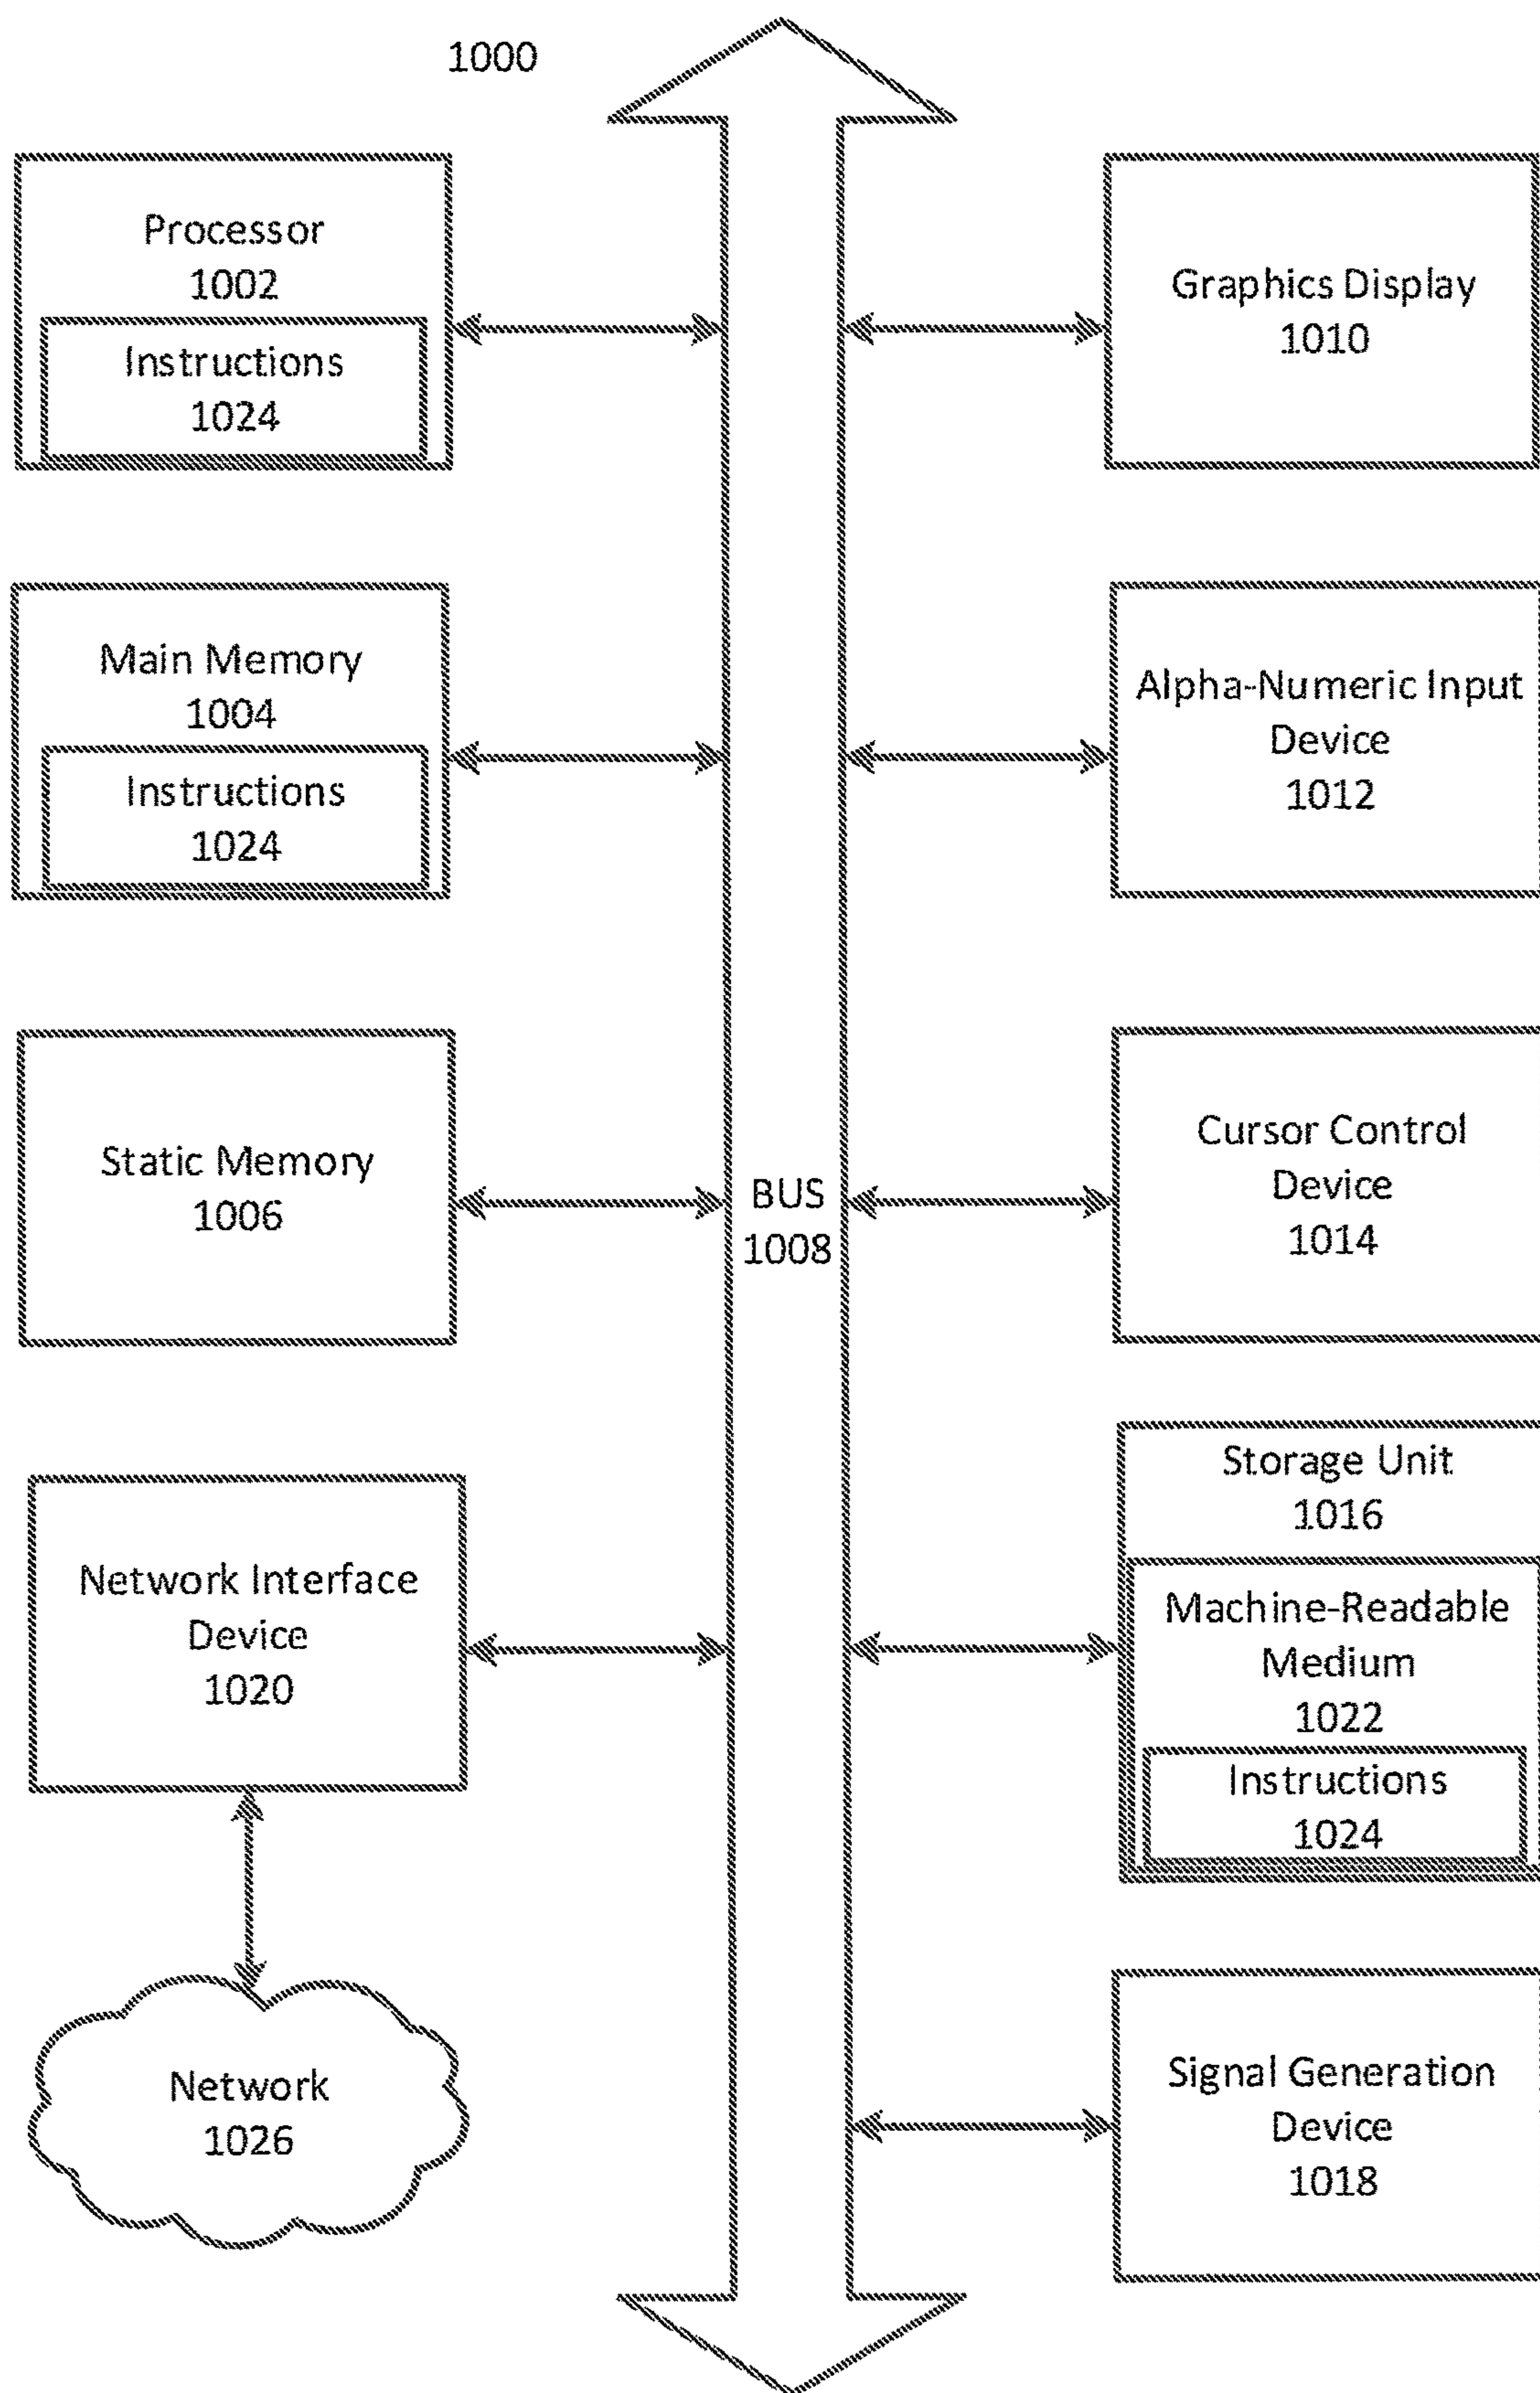 1000
Processor
1002
Instructions
1024
Main Memory
1004
Instructions
1024
Static Memory
1006
Network Interface
Device
1020
Network
1026
BUS
1008
Graphics Display
1010
Alpha-Numeric Input
Device
1012
Cursor Control
Device
1014
Storage Unit
1016
Machine-Readable
Medium
1022
Instructions
1024
Signal Generation
Device
1018